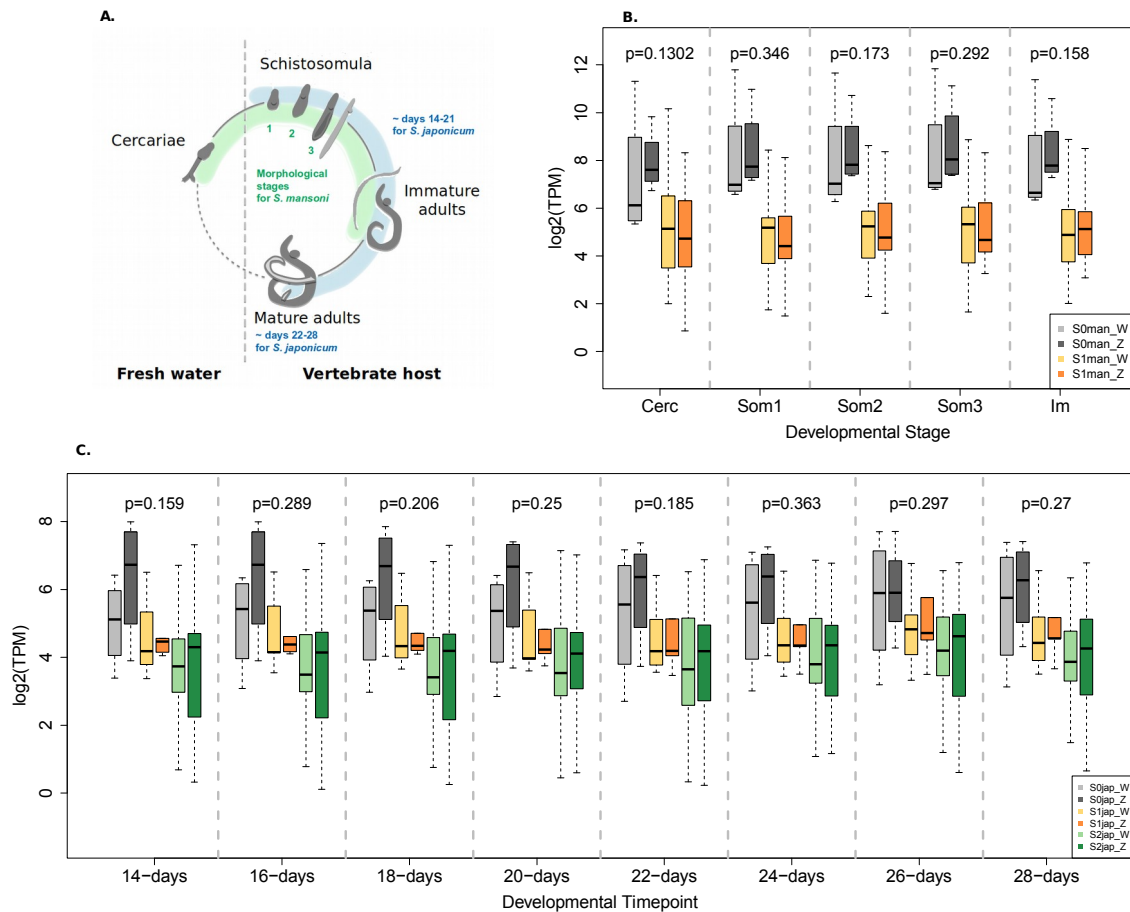 A.
Schistosomula
Cercariae
1
2
3
~ days 14-21
for S. japonicum
Morphological
stages
for S. mansoni
Immature
adults
Mature adults
~ days 22-28
for S. japonicum
Fresh water
Vertebrate host
B.
p=0.1302 p=0.346 p=0.173 p=0.292 p=0.158
12
10
8
6
4
2
0
log2(TPM)
S0man_W
S0man_Z
S1man_W
S1man_Z
Cerc Som1 Som2 Som3 Im
Developmental Stage
C.
p=0.159 p=0.289 p=0.206 p=0.25 p=0.185 p=0.363 p=0.297 p=0.27
8
6
4
2
0
log2(TPM)
S0jap_W
S0jap_Z
S1jap_W
S1jap_Z
S2jap_W
S2jap_Z
14−days 16−days 18−days 20−days 22−days 24−days 26−days 28−days
Developmental Timepoint